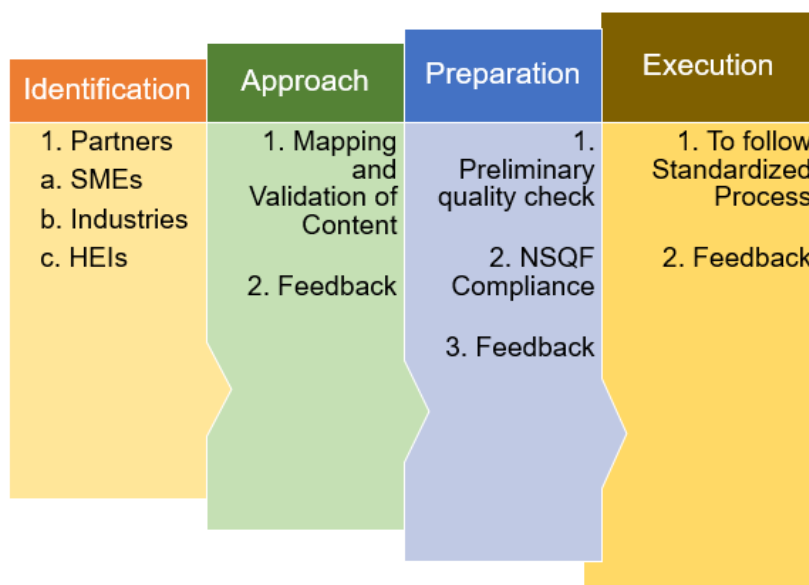 Identification
1. Partners
a. SMEs
b. Industries
c. HEIs
Approach
1. Mapping
and
Validation of
Content
2. Feedback
Preparation
1.
Preliminary
quality check
2. NSQF
Compliance
3. Feedback
Execution
1. To follow
Standardized
Process
2. Feedback